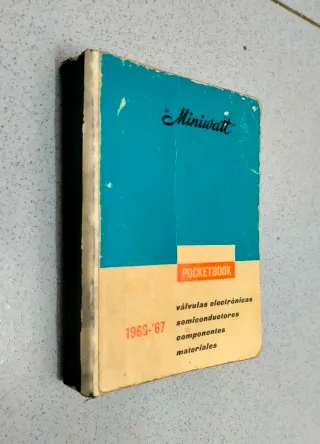 "Miniwatt"
POCKETBOOK
1966-'67
válvulas electrónicas
semiconductores
componentes
materiales